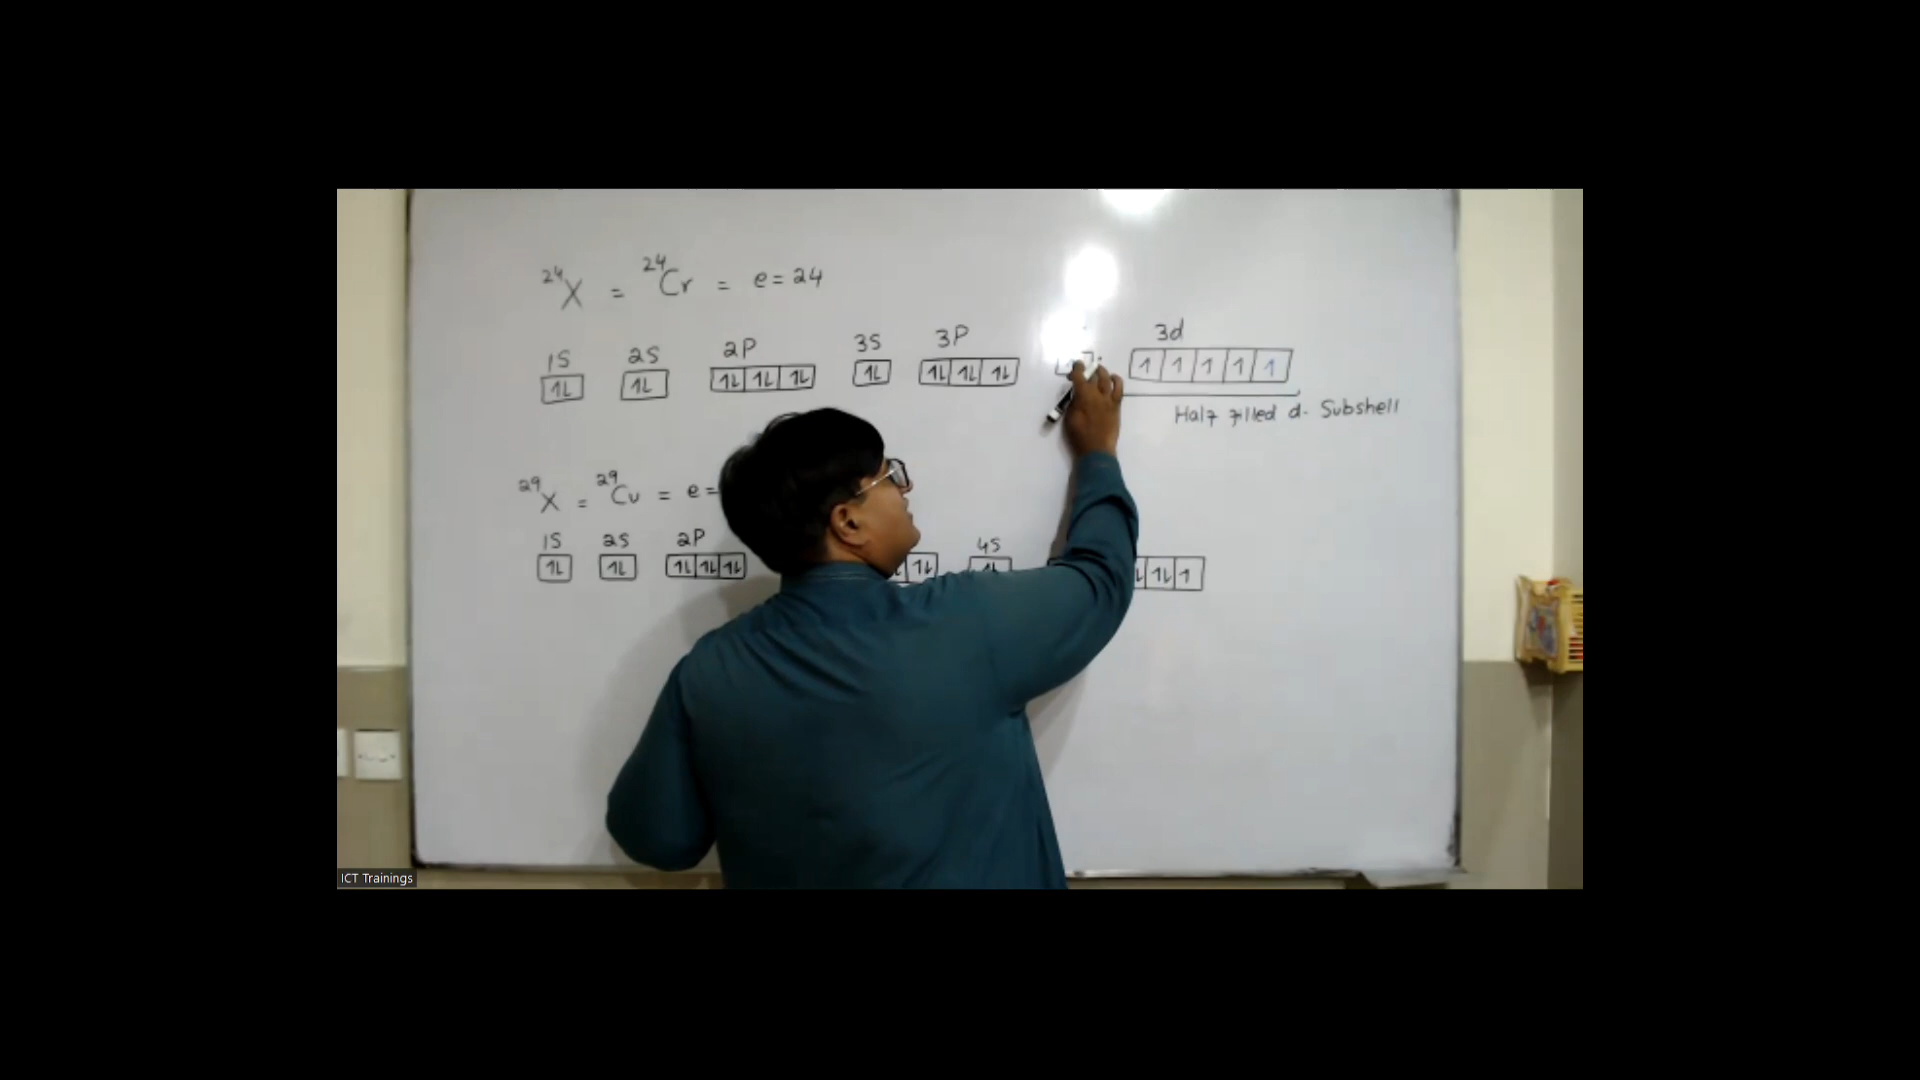 24X = 24Cr = e = 24
1S 2S 2P 3S 3P 3d
1L 1L 1L 1L 1L 1L 1L 1L 1L 1 1 1 1 1
Half filled d. Subshell
29X = 29Cu = e =
1S 2S 2P 4S
1L 1L 1L 1L 1L 1L 1L 1L 1
ICT Trainings